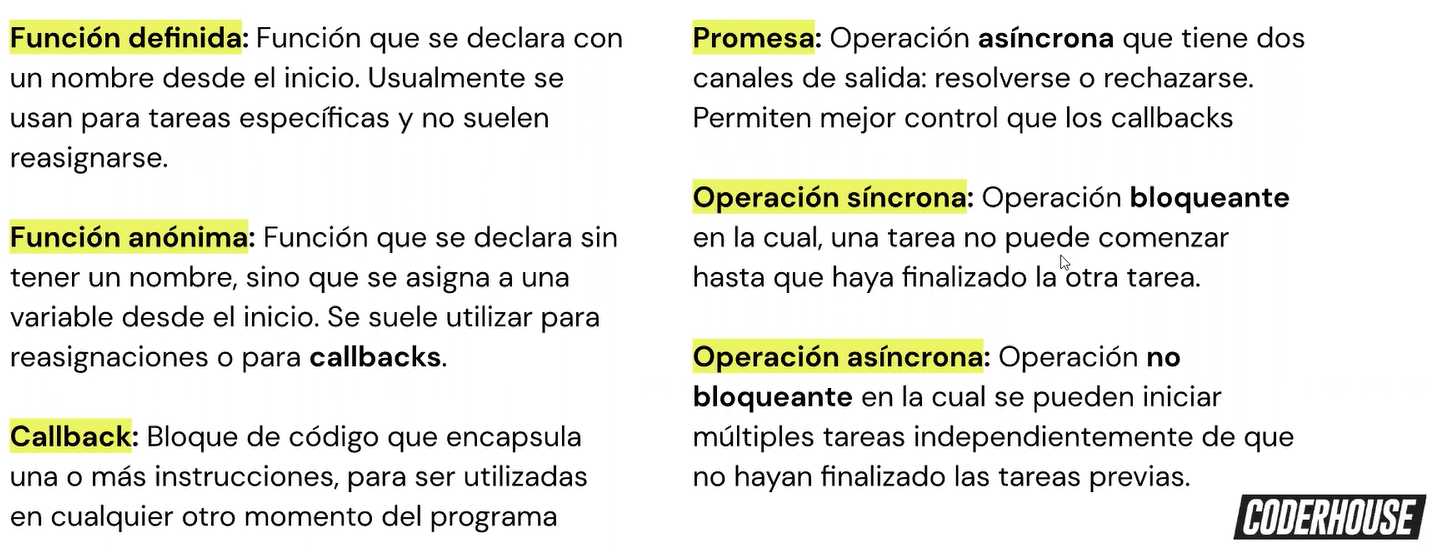 Función definida: Función que se declara con
un nombre desde el inicio. Usualmente se
usan para tareas específicas y no suelen
reasignarse.
Función anónima: Función que se declara sin
tener un nombre, sino que se asigna a una
variable desde el inicio. Se suele utilizar para
reasignaciones o para callbacks.
Callback: Bloque de código que encapsula
una o más instrucciones, para ser utilizadas
en cualquier otro momento del programa
Promesa: Operación asíncrona que tiene dos
canales de salida: resolverse o rechazarse.
Permiten mejor control que los callbacks
Operación síncrona: Operación bloqueante
en la cual, una tarea no puede comenzar
hasta que haya finalizado la otra tarea.
Operación asíncrona: Operación no
bloqueante en la cual se pueden iniciar
múltiples tareas independientemente de que
no hayan finalizado las tareas previas.
CODERHOUSE